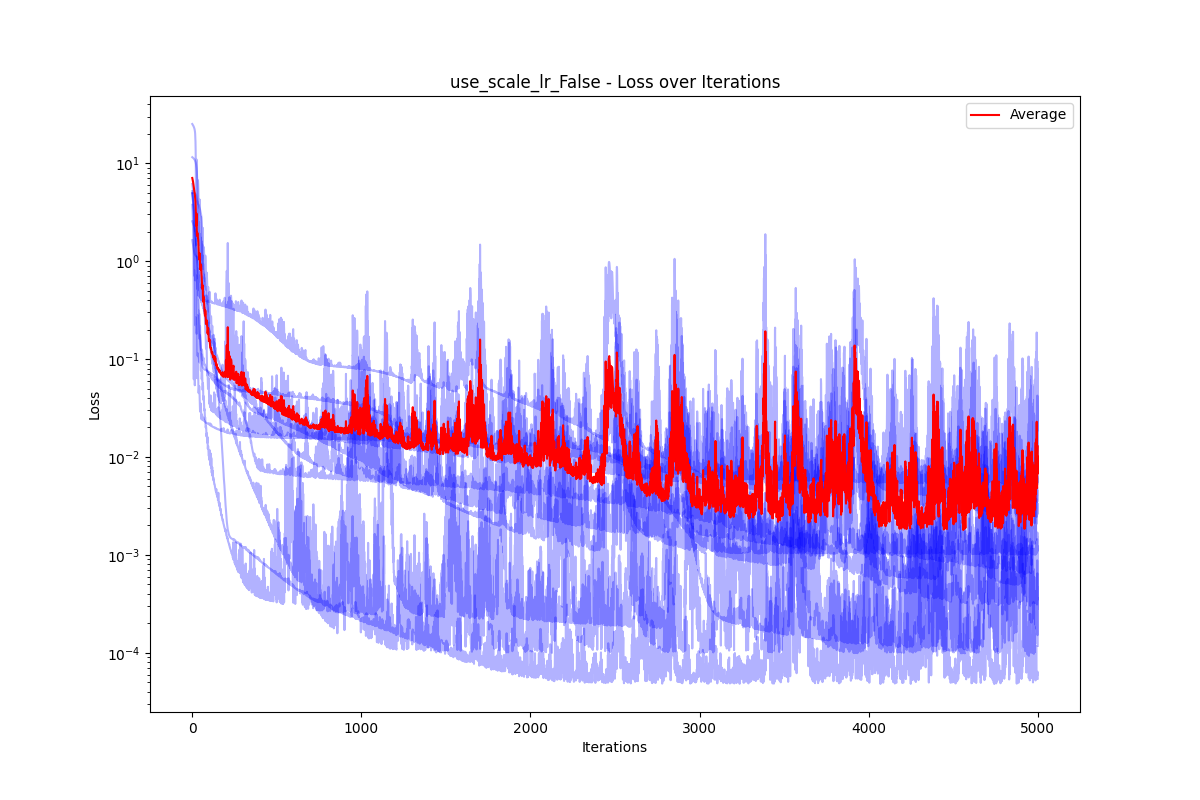 use_scale_lr_False - Loss over Iterations
Average
10¹
10⁰
10⁻¹
10⁻²
10⁻³
10⁻⁴
Loss
0 1000 2000 3000 4000 5000
Iterations